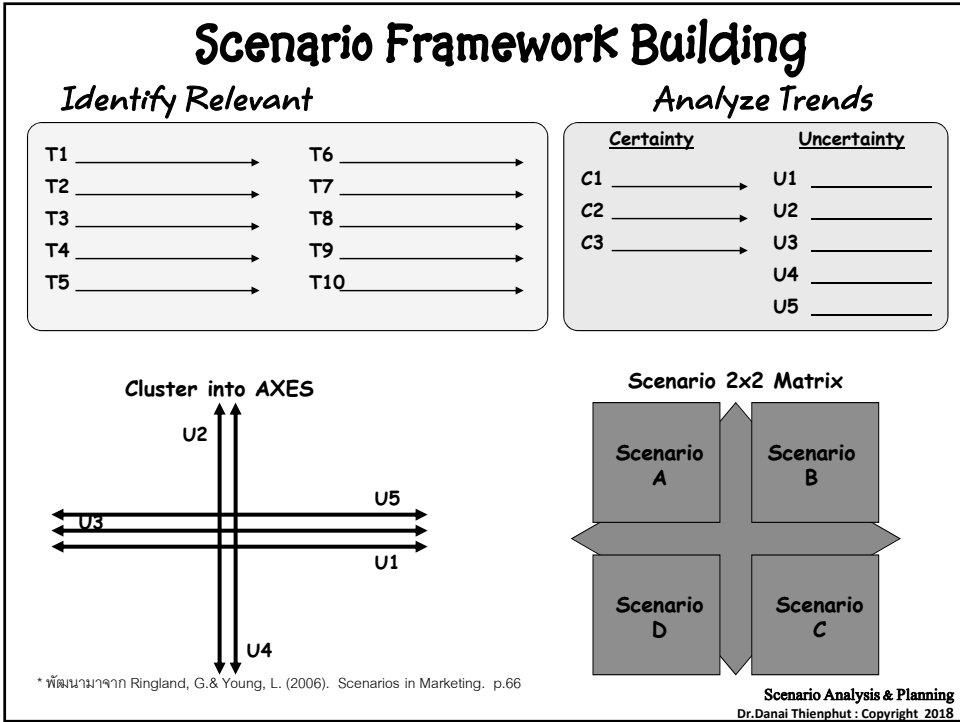 Scenario Framework Building
Identify Relevant
Analyze Trends
T1
T2
T3
T4
T5
T6
T7
T8
T9
T10
Certainty
C1
C2
C3
Uncertainty
U1
U2
U3
U4
U5
Cluster into AXES
U2
U5
U3
U1
U4
Scenario 2x2 Matrix
Scenario
A
Scenario
B
Scenario
D
Scenario
C
* พัฒนามาจาก Ringland, G.& Young, L. (2006). Scenarios in Marketing. p.66
Scenario Analysis & Planning
Dr.Danai Thienphut : Copyright 2018